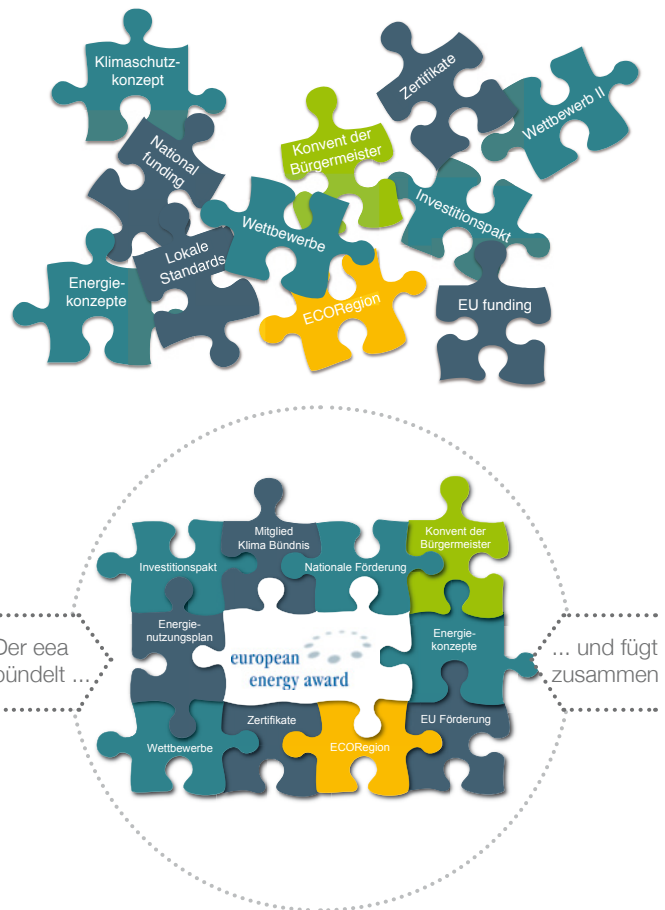 Klimaschutz-
konzept
Zertifikate
Wettbewerb II
National
funding
Konvent der
Bürgermeister
Investitionspakt
Wettbewerbe
Lokale
Standards
Energie-
konzepte
ECORegion
EU funding
Mitglied
Klima Bündnis
Konvent der
Bürgermeister
Investitionspakt
Nationale Förderung
Energie-
nutzungsplan
european
energy award
Energie-
konzepte
Der eea
bündelt ...
... und fügt
zusammen
Wettbewerbe
Zertifikate
ECORegion
EU Förderung